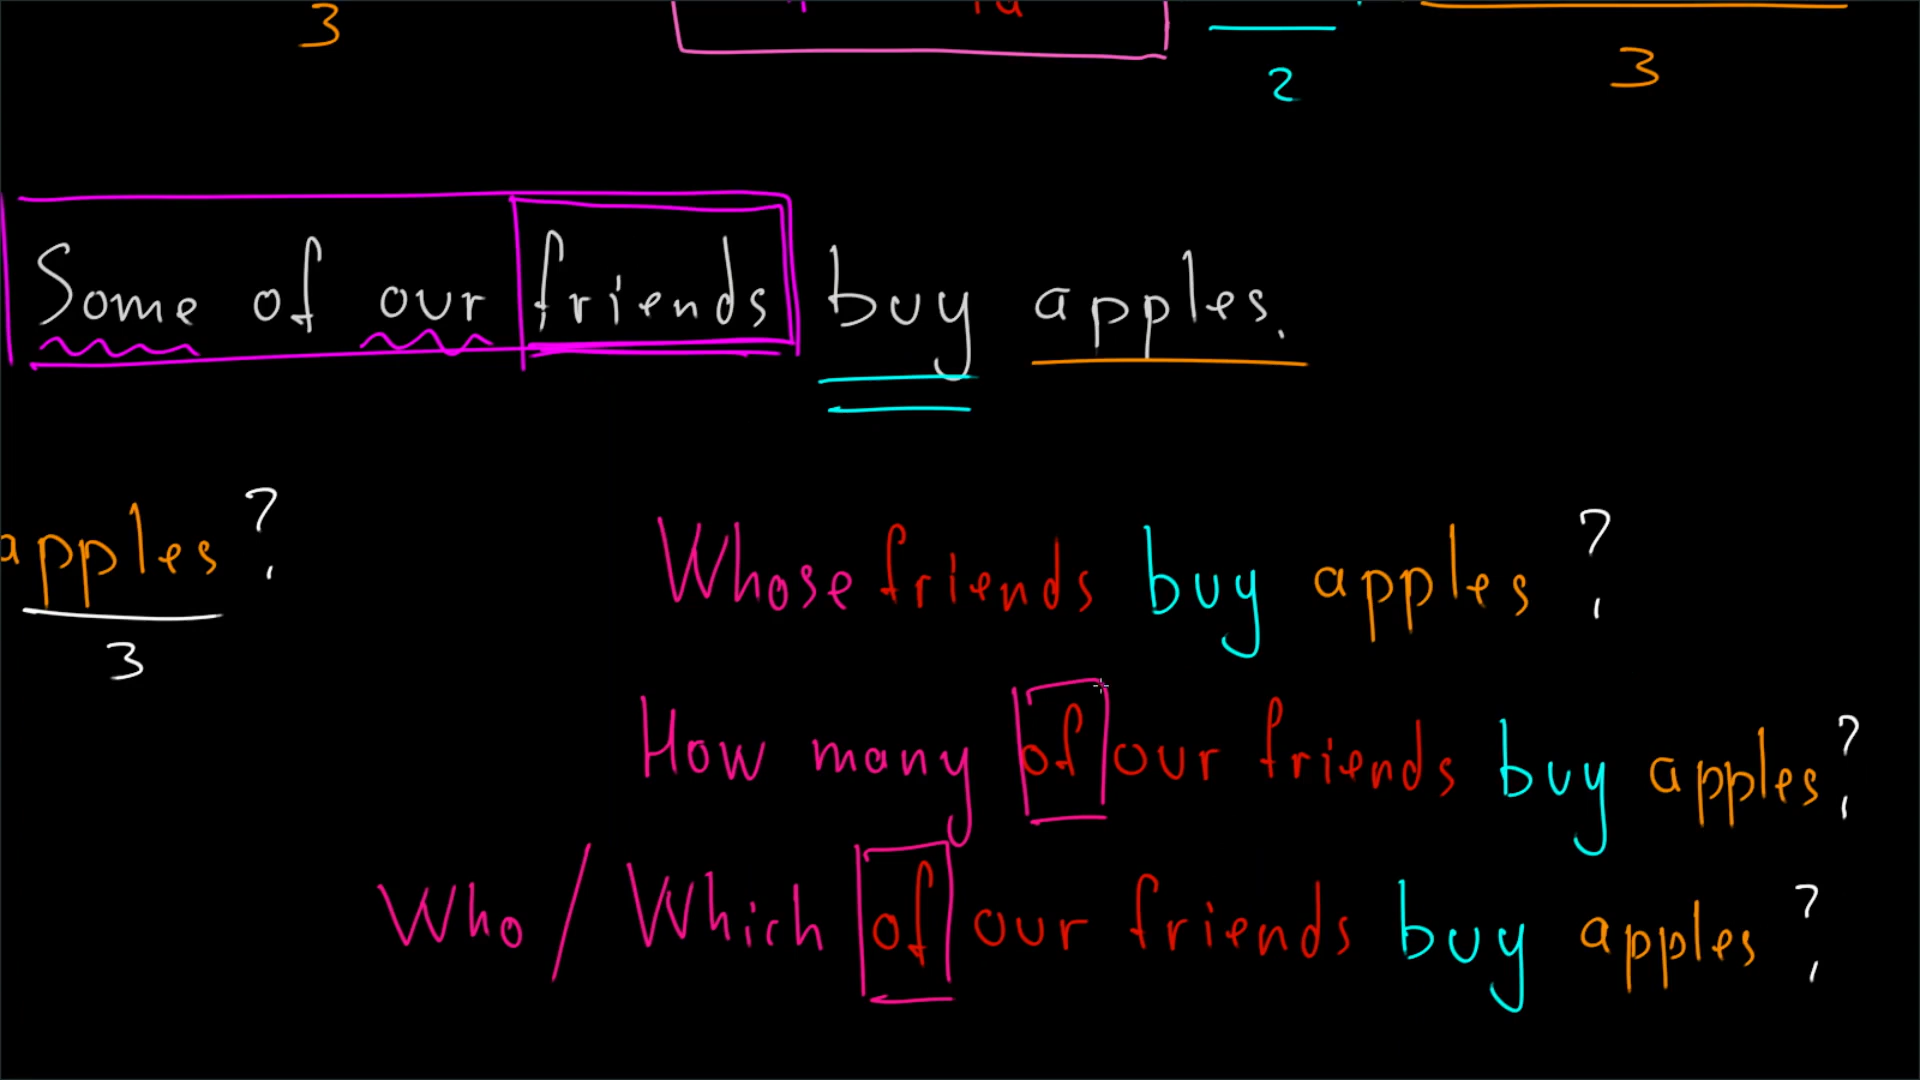 3
2
3
Some of our friends buy apples.
apples?
3
Whose friends buy apples?
How many of our friends buy apples?
Who/Which of our friends buy apples?